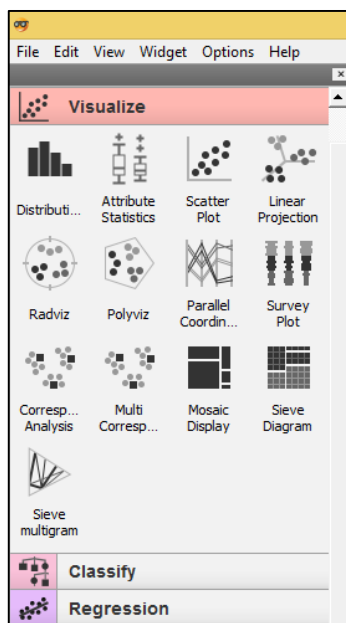 File Edit View Widget Options Help
Visualize
Distributi... Attribute Statistics Scatter Plot Linear Projection
Radviz Polyviz Parallel Coordin... Survey Plot
Corresp... Analysis Multi Corresp... Mosaic Display Sieve Diagram
Sieve multigram
Classify
Regression